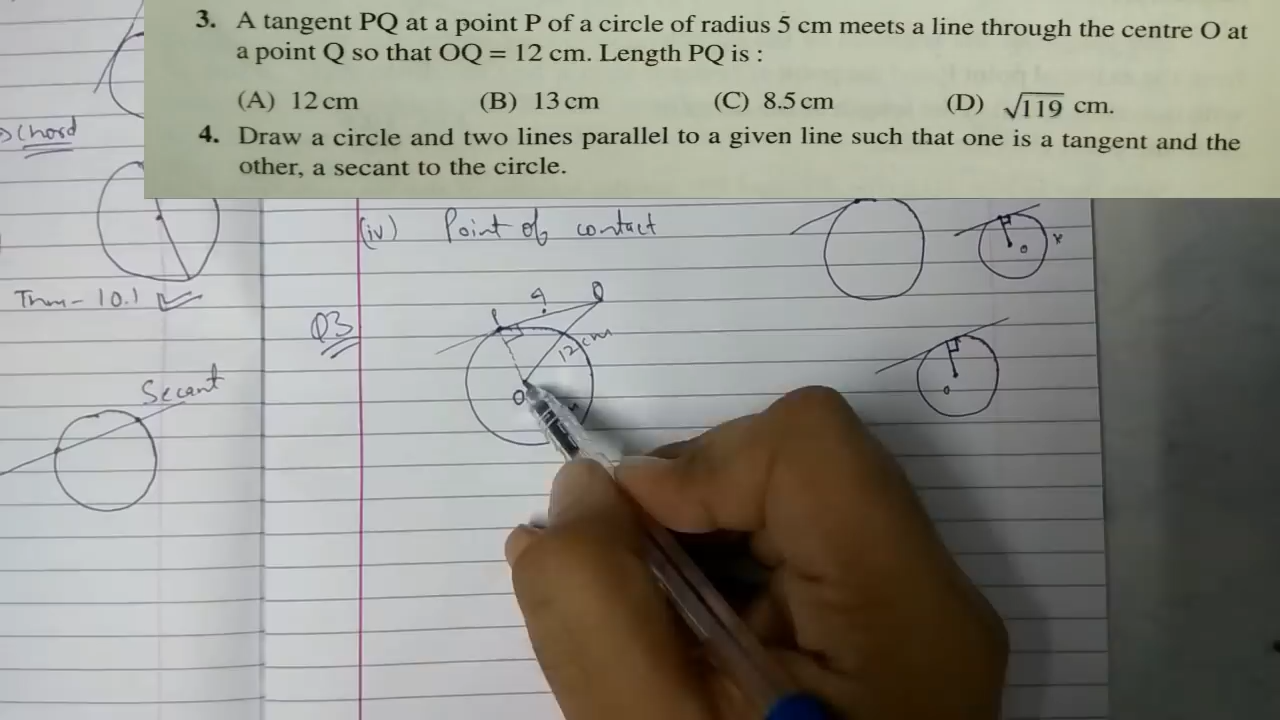 3. A tangent PQ at a point P of a circle of radius 5 cm meets a line through the centre O at
a point Q so that OQ = 12 cm. Length PQ is :
(A) 12 cm (B) 13 cm (C) 8.5 cm (D) √119 cm.
4. Draw a circle and two lines parallel to a given line such that one is a tangent and the
other, a secant to the circle.
Chord
(iv) Point of contact
Thm- 10.1
Q3
Q
12 cm
O
Secant